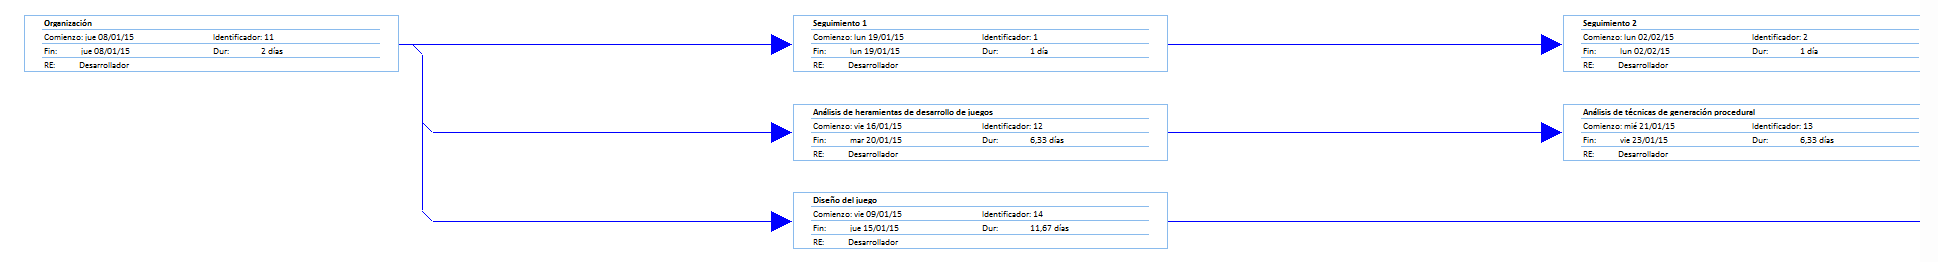 Organización
Comienzo: jue 08/01/15 Identificador: 11
Fin: jue 08/01/15 Dur: 2 días
RE: Desarrollador
Seguimiento 1
Comienzo: lun 19/01/15 Identificador: 1
Fin: lun 19/01/15 Dur: 1 día
RE: Desarrollador
Seguimiento 2
Comienzo: lun 02/02/15 Identificador: 2
Fin: lun 02/02/15 Dur: 1 día
RE: Desarrollador
Análisis de heramientas de desarrollo de juegos
Comienzo: vie 16/01/15 Identificador: 12
Fin: mar 20/01/15 Dur: 6,33 días
RE: Desarrollador
Análisis de técnicas de generación procedural
Comienzo: mié 21/01/15 Identificador: 13
Fin: vie 23/01/15 Dur: 6,33 días
RE: Desarrollador
Diseño del juego
Comienzo: vie 09/01/15 Identificador: 14
Fin: jue 15/01/15 Dur: 11,67 días
RE: Desarrollador